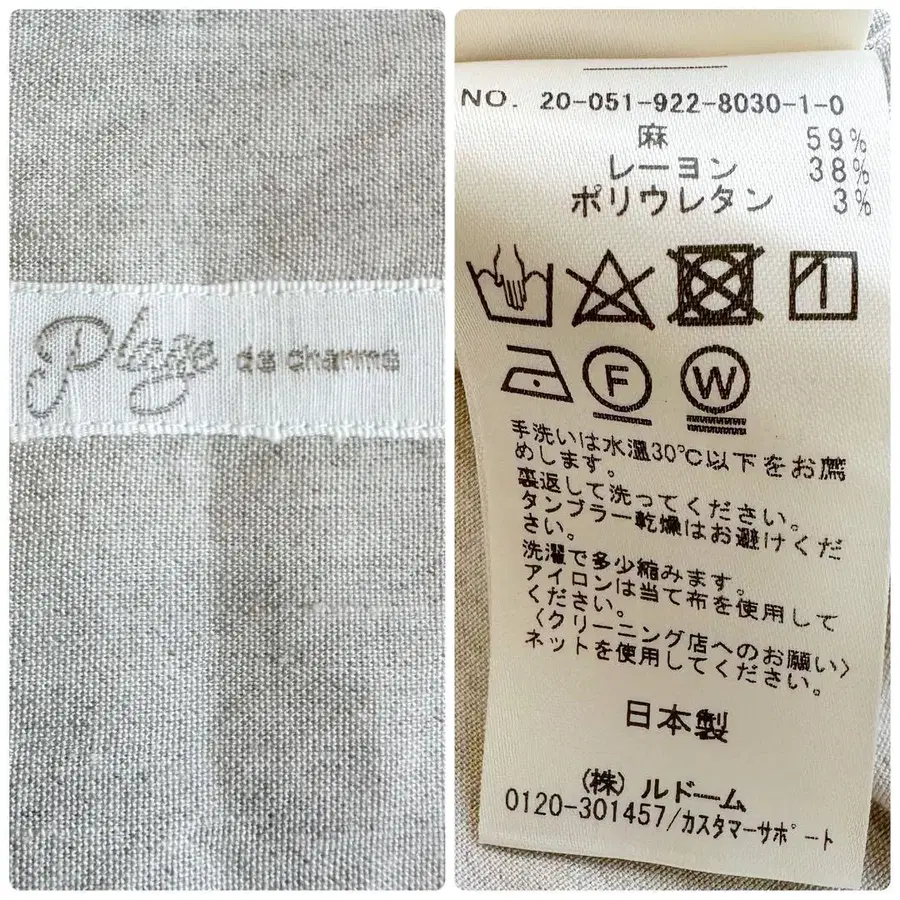 Plage de charme
NO. 20-051-922-8030-1-0
麻 59%
レーヨン 38%
ポリウレタン 3%
F
W
手洗いは水温30℃以下をお薦
めします。
裏返して洗ってください。
タンブラー乾燥はお避けくだ
さい。
洗濯で多少縮みます。
アイロンは当て布を使用して
ください。
〈クリーニング店へのお願い〉
ネットを使用してください。
日本製
(株) ルドーム
0120-301457/カスタマーサポート